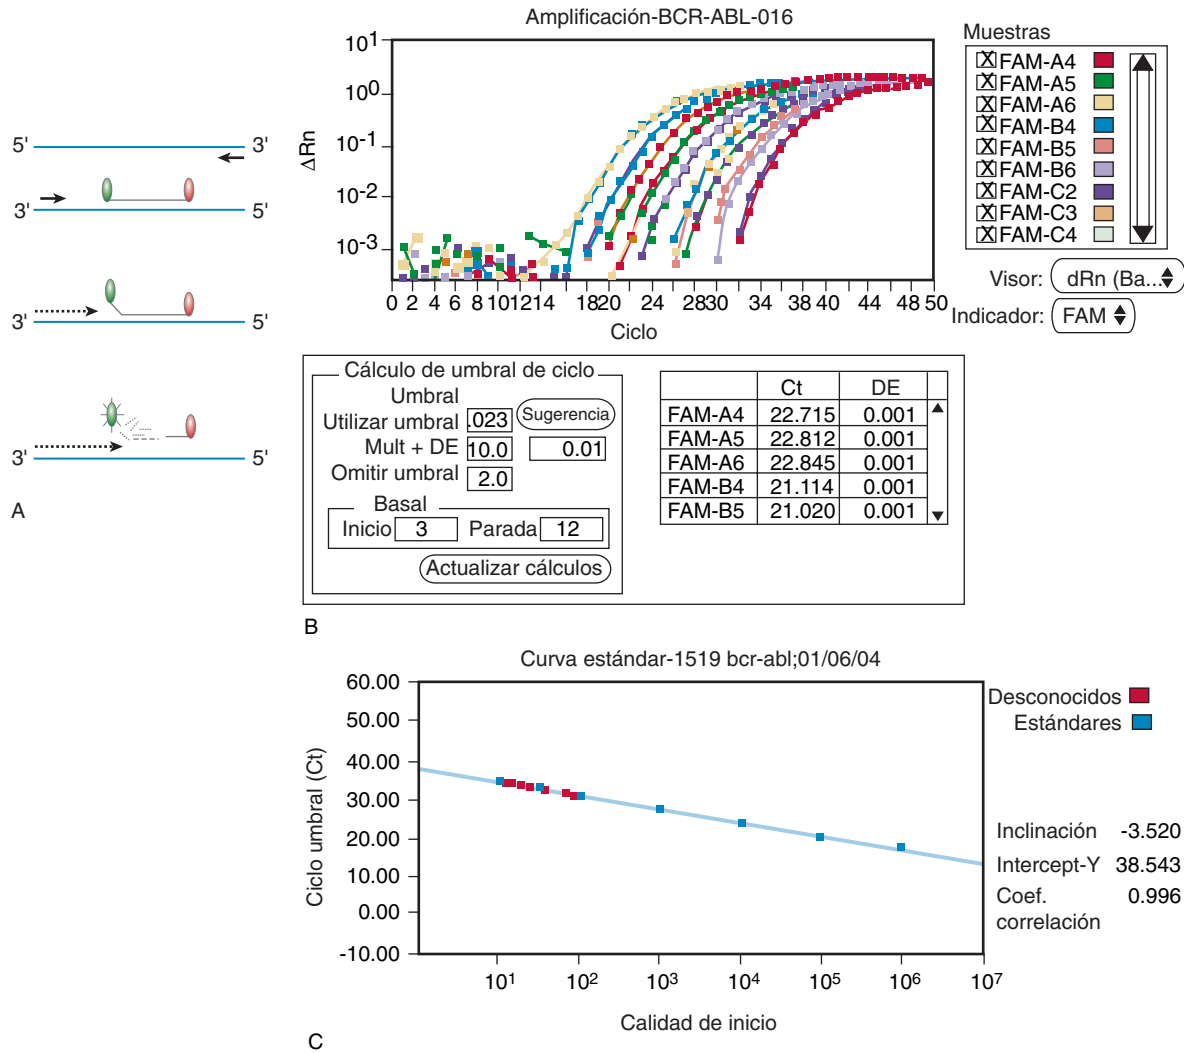 5' 3'
3' 5'
3' 5'
3' 5'
A
Amplificación-BCR-ABL-016
ΔRn
10¹
10⁰
10⁻¹
10⁻²
10⁻³
0 2 4 6 8 10 12 14 18 20 24 28 30 34 38 40 44 48 50
Ciclo
Muestras
X FAM-A4
X FAM-A5
X FAM-A6
X FAM-B4
X FAM-B5
X FAM-B6
X FAM-C2
X FAM-C3
X FAM-C4
Visor: dRn (Ba...
Indicador: FAM
Cálculo de umbral de ciclo
Umbral
Utilizar umbral .023 Sugerencia
Mult + DE 10.0 0.01
Omitir umbral 2.0
Basal
Inicio 3 Parada 12
Actualizar cálculos
Ct DE
FAM-A4 22.715 0.001
FAM-A5 22.812 0.001
FAM-A6 22.845 0.001
FAM-B4 21.114 0.001
FAM-B5 21.020 0.001
B
Curva estándar-1519 bcr-abl;01/06/04
Ciclo umbral (Ct)
60.00
50.00
40.00
30.00
20.00
10.00
0.00
-10.00
10¹ 10² 10³ 10⁴ 10⁵ 10⁶ 10⁷
Calidad de inicio
Desconocidos
Estándares
Inclinación -3.520
Intercept-Y 38.543
Coef. 0.996
correlación
C